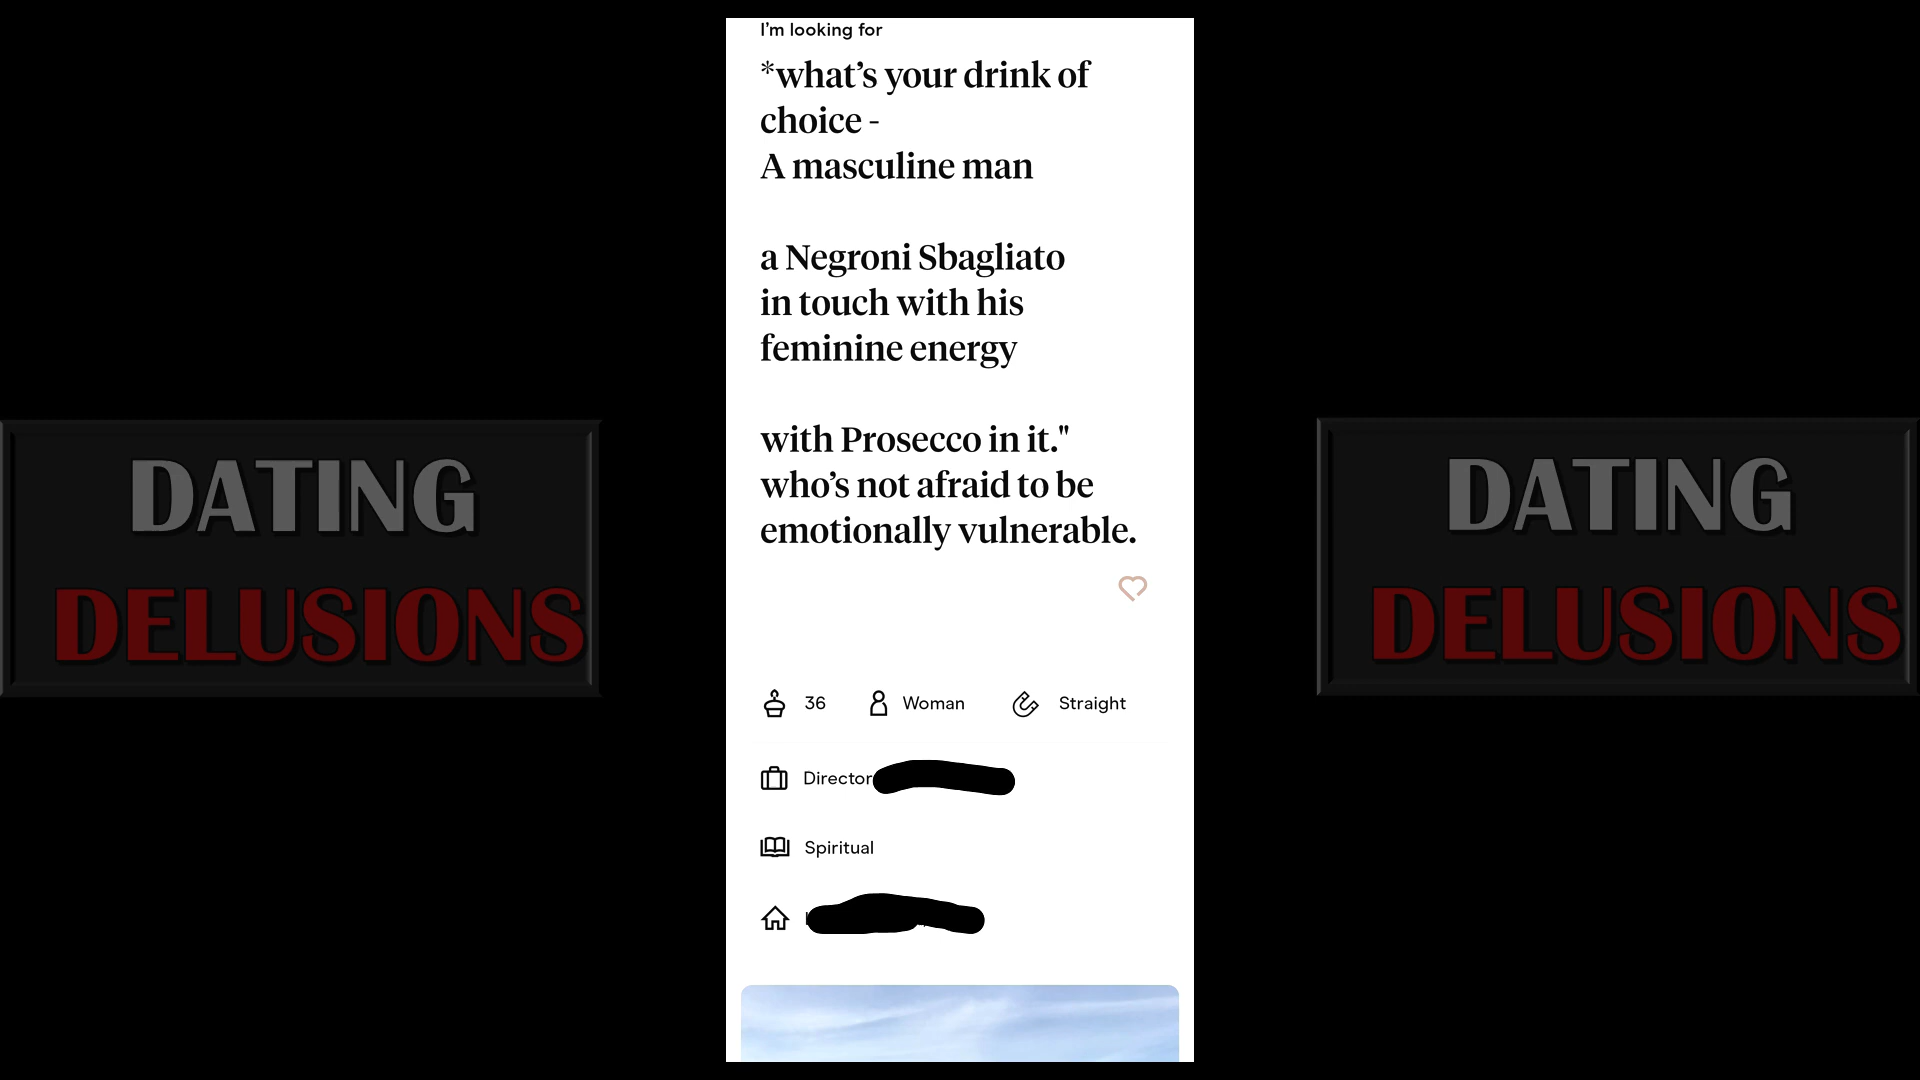 I'm looking for
*what's your drink of
choice -
A masculine man
a Negroni Sbagliato
in touch with his
feminine energy
with Prosecco in it."
who's not afraid to be
emotionally vulnerable.
DATING
DELUSIONS
DATING
DELUSIONS
36 Woman Straight
Director
Spiritual